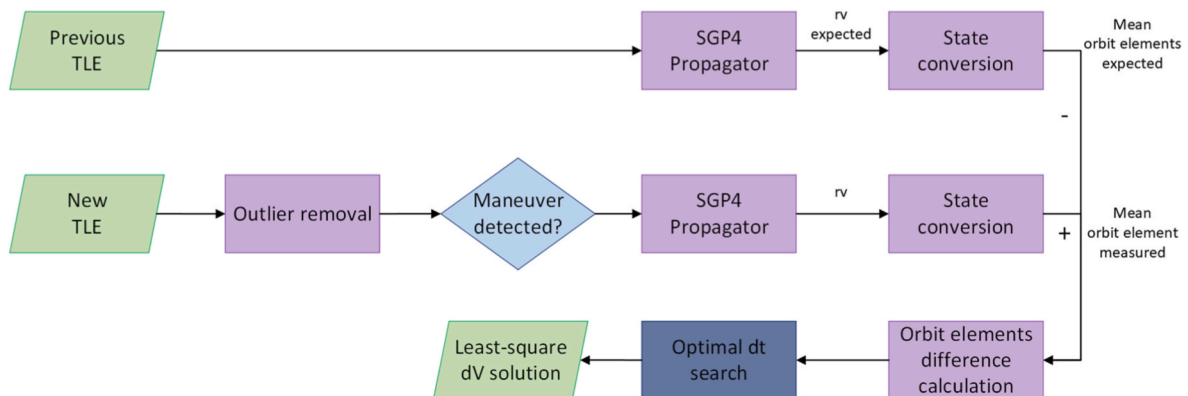 Previous
TLE
SGP4
Propagator
rv
expected
State
conversion
Mean
orbit elements
expected
-
New
TLE
Outlier removal
Maneuver
detected?
SGP4
Propagator
rv
State
conversion
+
Mean
orbit element
measured
Least-square
dV solution
Optimal dt
search
Orbit elements
difference
calculation